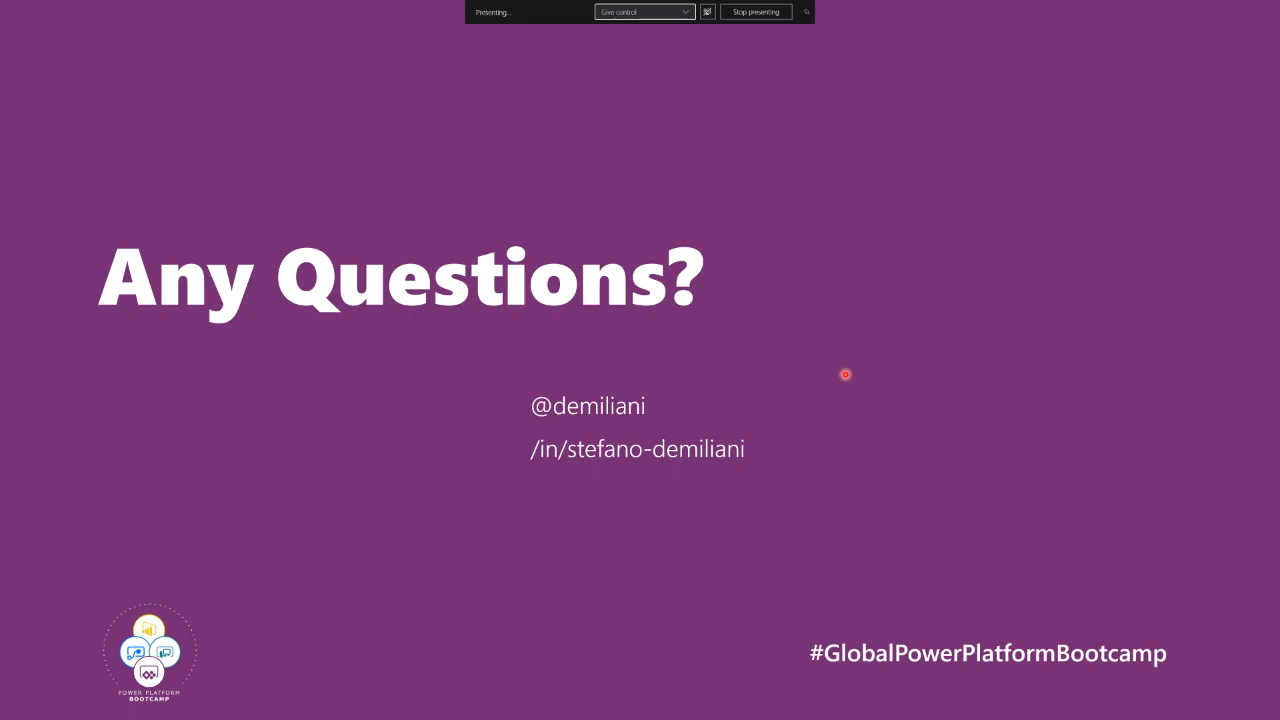 Presenting...
Give control
Stop presenting
Any Questions?
@demiliani
/in/stefano-demiliani
POWER PLATFORM
BOOTCAMP
#GlobalPowerPlatformBootcamp